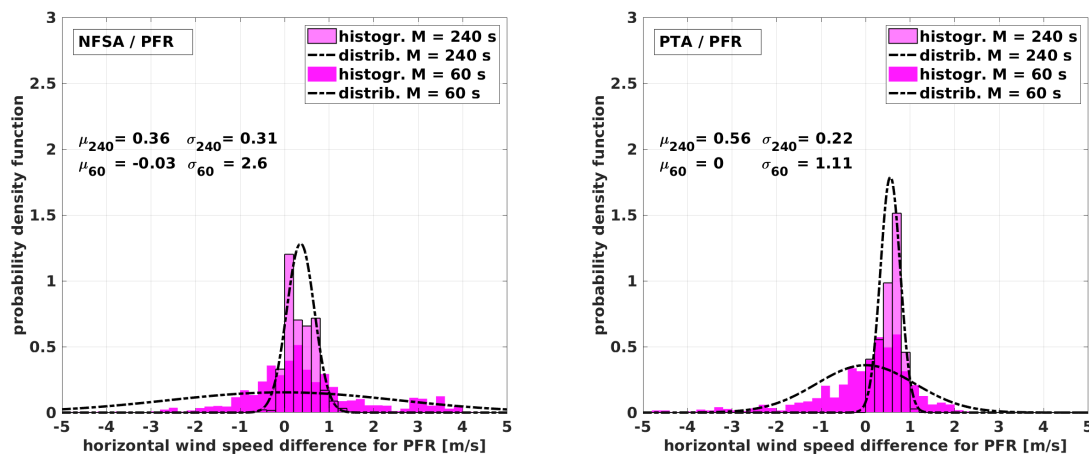 NFSA / PFR
histogr. M = 240 s
distrib. M = 240 s
histogr. M = 60 s
distrib. M = 60 s
μ240= 0.36 σ240= 0.31
μ60 = -0.03 σ60 = 2.6
probability density function
3
2.5
2
1.5
1
0.5
0
-5 -4 -3 -2 -1 0 1 2 3 4 5
horizontal wind speed difference for PFR [m/s]
PTA / PFR
histogr. M = 240 s
distrib. M = 240 s
histogr. M = 60 s
distrib. M = 60 s
μ240= 0.56 σ240= 0.22
μ60 = 0 σ60 = 1.11
probability density function
3
2.5
2
1.5
1
0.5
0
-5 -4 -3 -2 -1 0 1 2 3 4 5
horizontal wind speed difference for PFR [m/s]